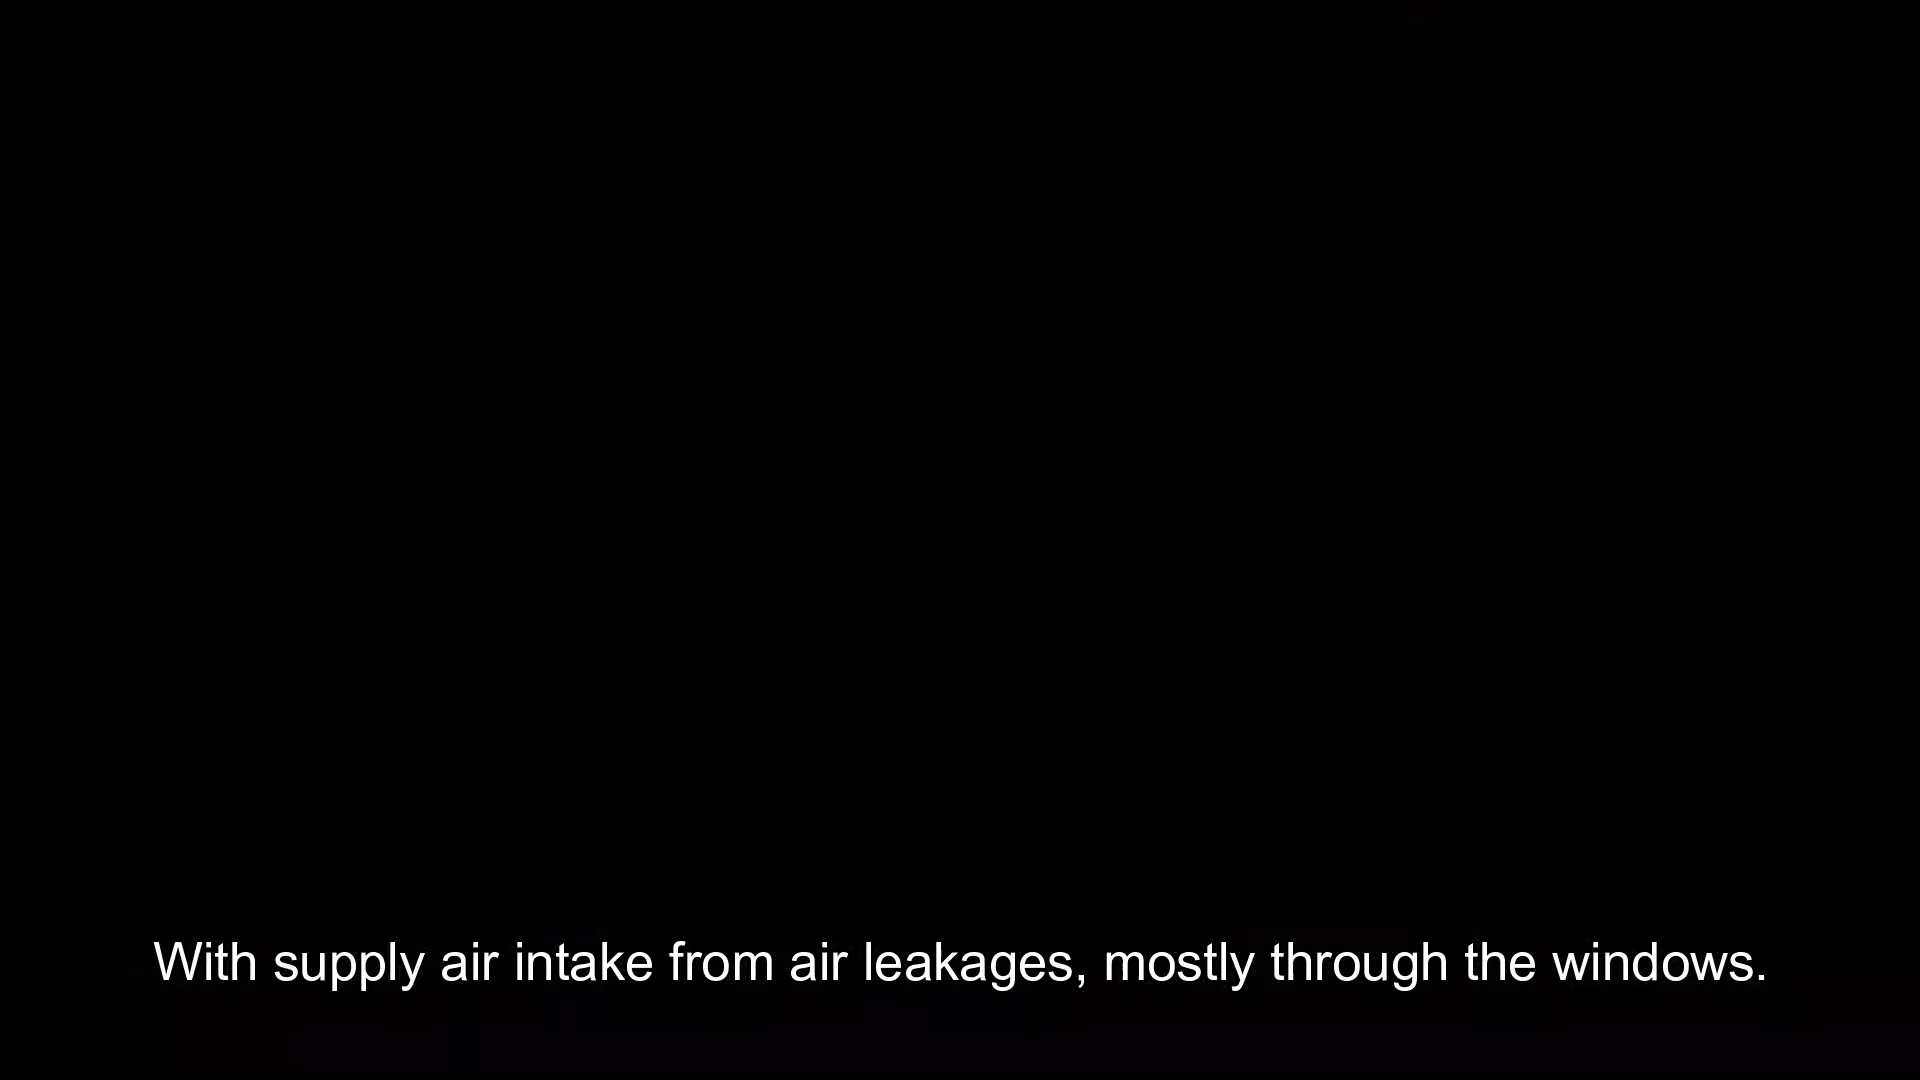 With supply air intake from air leakages, mostly through the windows.